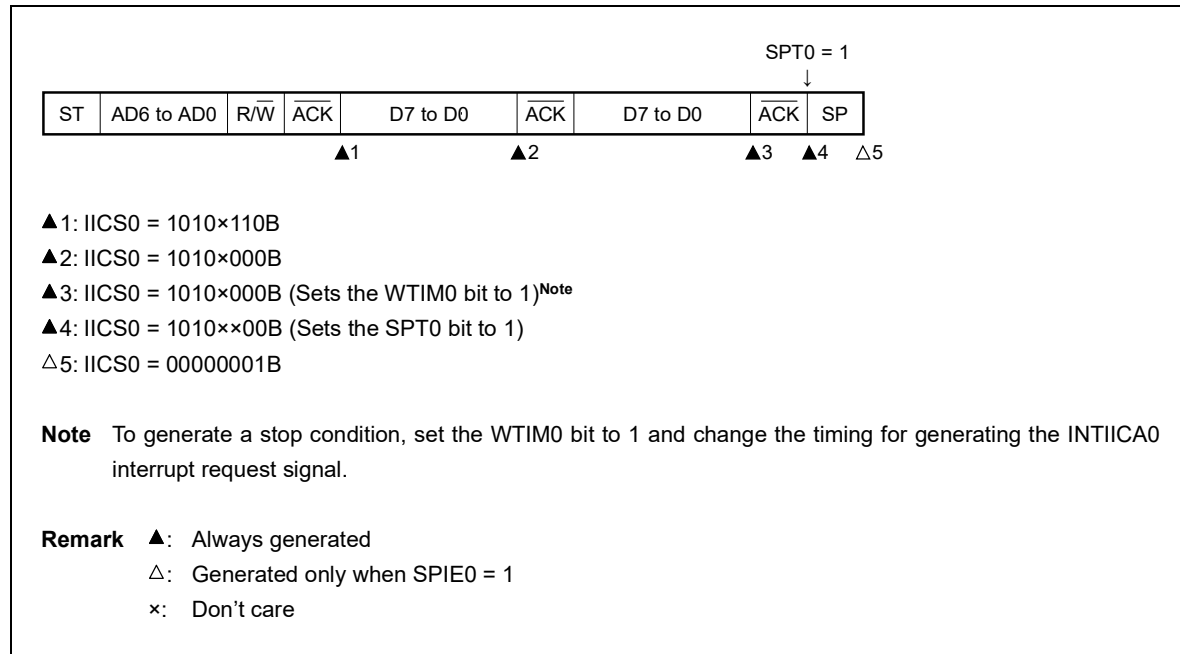 SPT0 = 1
↓
ST AD6 to AD0 R/W̅ A̅C̅K̅ D7 to D0 A̅C̅K̅ D7 to D0 A̅C̅K̅ SP
▲1 ▲2 ▲3 ▲4 △5
▲1: IICS0 = 1010×110B
▲2: IICS0 = 1010×000B
▲3: IICS0 = 1010×000B (Sets the WTIM0 bit to 1)Note
▲4: IICS0 = 1010××00B (Sets the SPT0 bit to 1)
△5: IICS0 = 00000001B
Note To generate a stop condition, set the WTIM0 bit to 1 and change the timing for generating the INTIICA0
interrupt request signal.
Remark ▲: Always generated
△: Generated only when SPIE0 = 1
×: Don't care